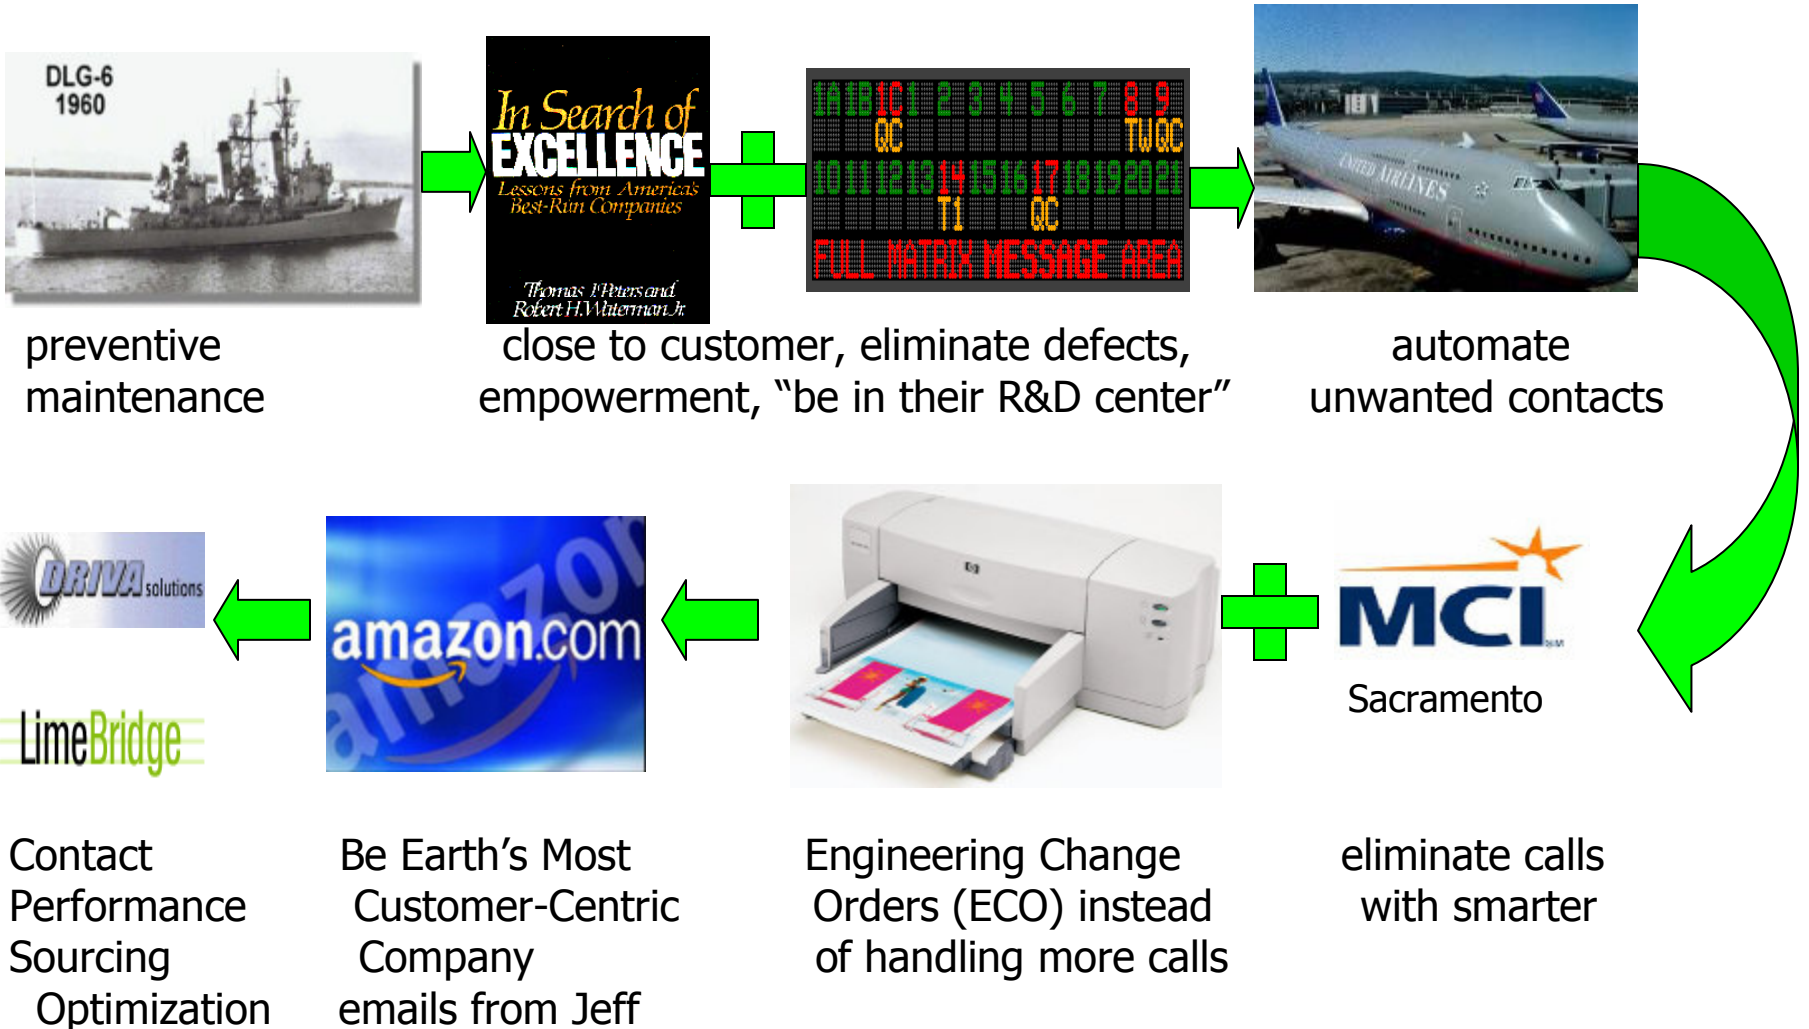 DLG-6
1960
In Search of
EXCELLENCE
Lessons from America's
Best-Run Companies
Thomas J. Peters and
Robert H. Waterman Jr.
1A 1B 1C 1 2 3 4 5 6 7 8 9
QC TW QC
10 11 12 13 14 15 16 17 18 19 20 21
T1 QC
FULL MATRIX MESSAGE AREA
UNITED AIRLINES
preventive
maintenance
close to customer, eliminate defects,
empowerment, “be in their R&D center”
automate
unwanted contacts
DRIVA solutions
LimeBridge
amazon
amazon.com
hp
MCI
SM
Sacramento
Contact
Performance
Sourcing
Optimization
Be Earth’s Most
Customer-Centric
Company
emails from Jeff
Engineering Change
Orders (ECO) instead
of handling more calls
eliminate calls
with smarter